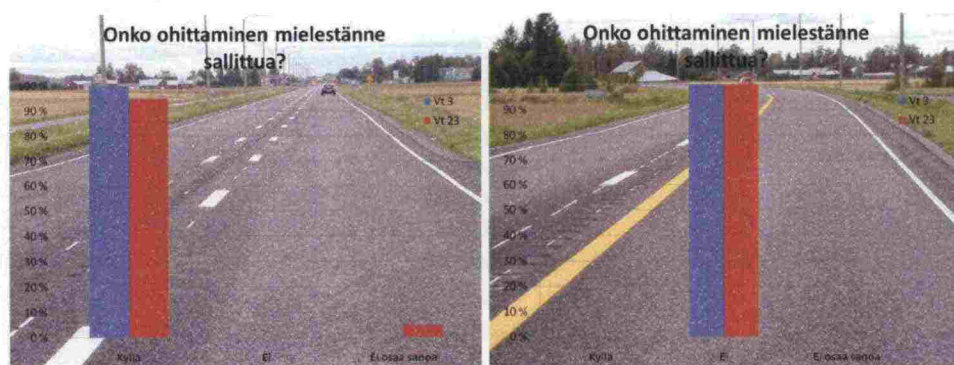 Onko ohittaminen mielestänne
sallittua?
100 %
90 %
80 %
70 %
60 %
50 %
40 %
30 %
20 %
10 %
0 %
Vt 3
Vt 23
Kyllä
Ei
Ei osaa sanoa
Onko ohittaminen mielestänne
sallittua?
100 %
90 %
80 %
70 %
60 %
50 %
40 %
30 %
20 %
10 %
0 %
Vt 3
Vt 23
Kyllä
Ei
Ei osaa sanoa